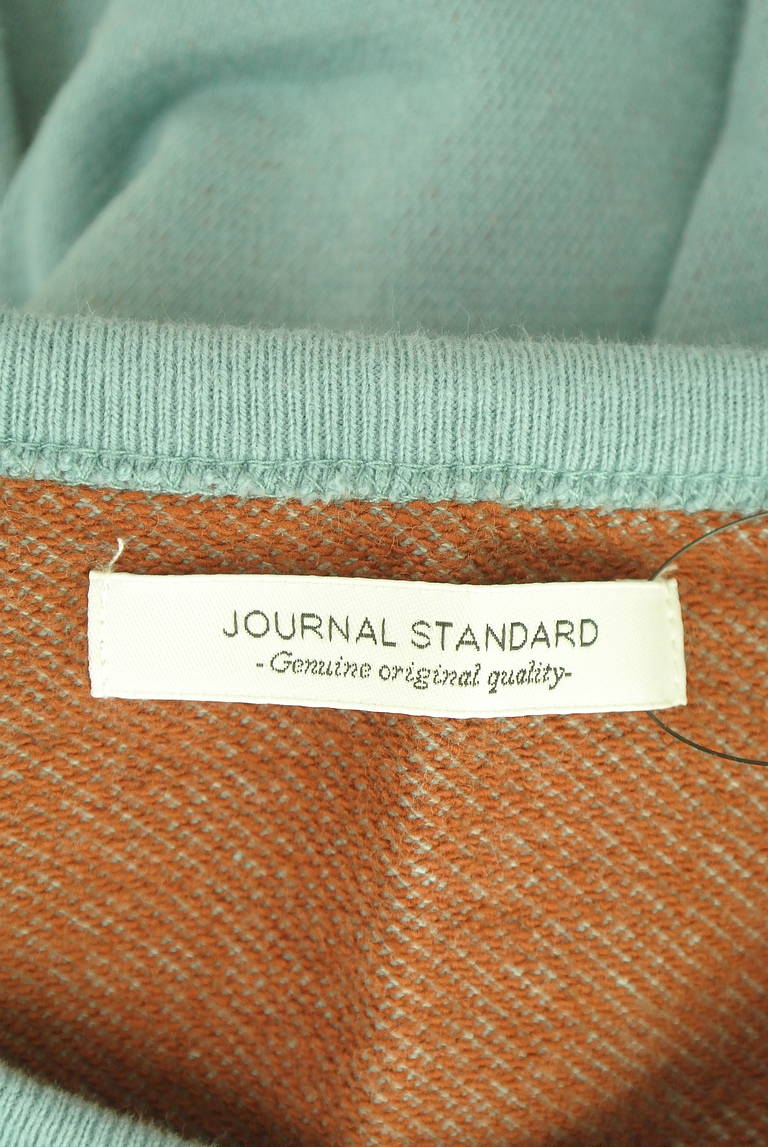 JOURNAL STANDARD
-Genuine original quality-